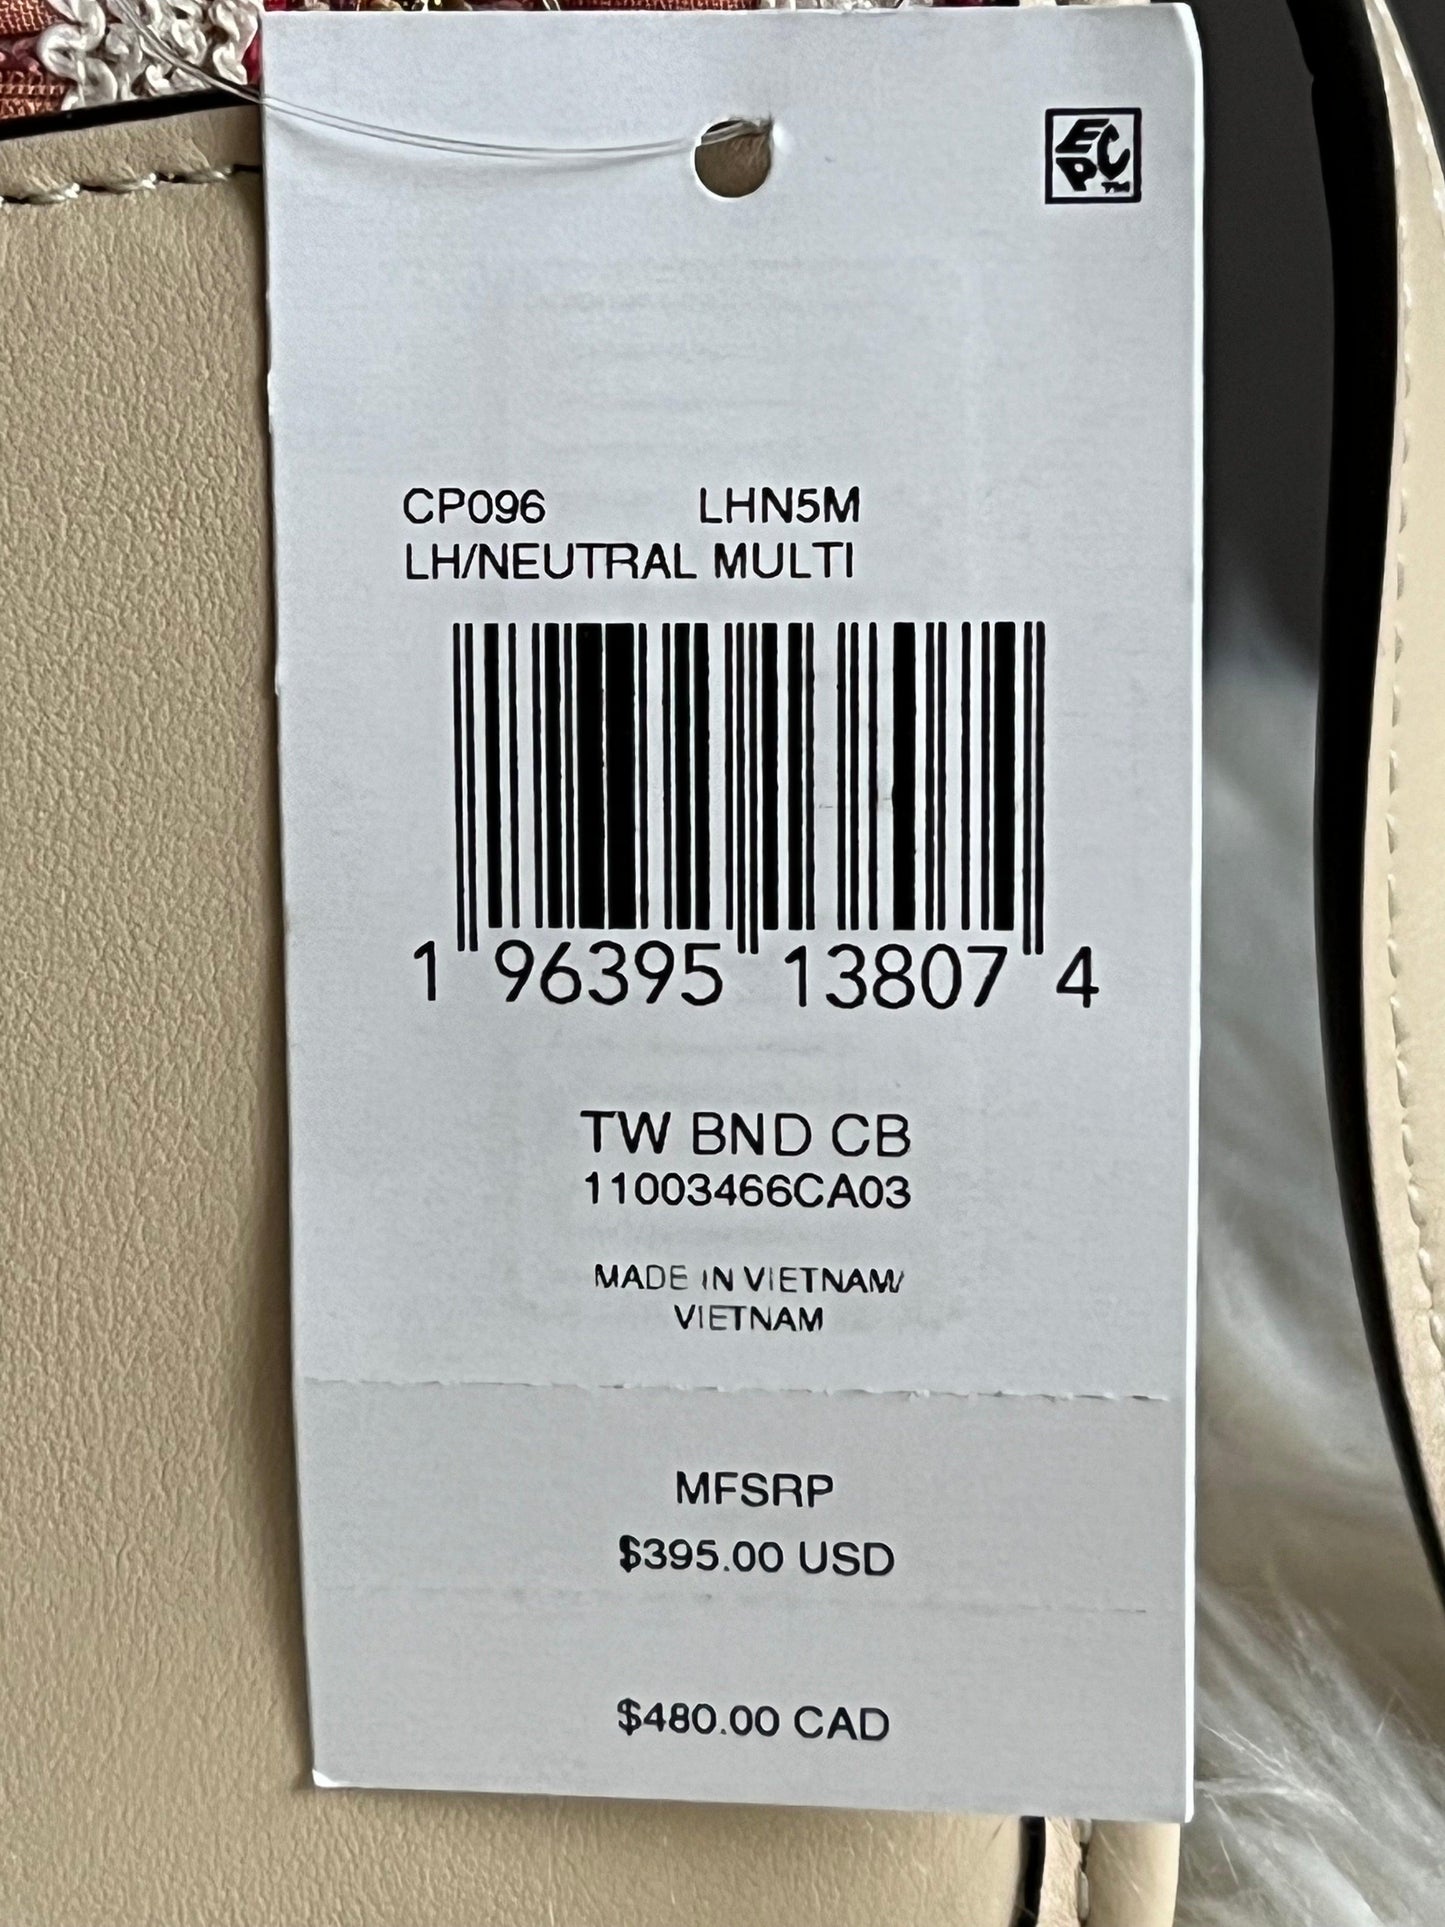 EPC™
CP096 LHN5M
LH/NEUTRAL MULTI
1 96395 13807 4
TW BND CB
11003466CA03
MADE IN VIETNAM/
VIETNAM
MFSRP
$395.00 USD
$480.00 CAD